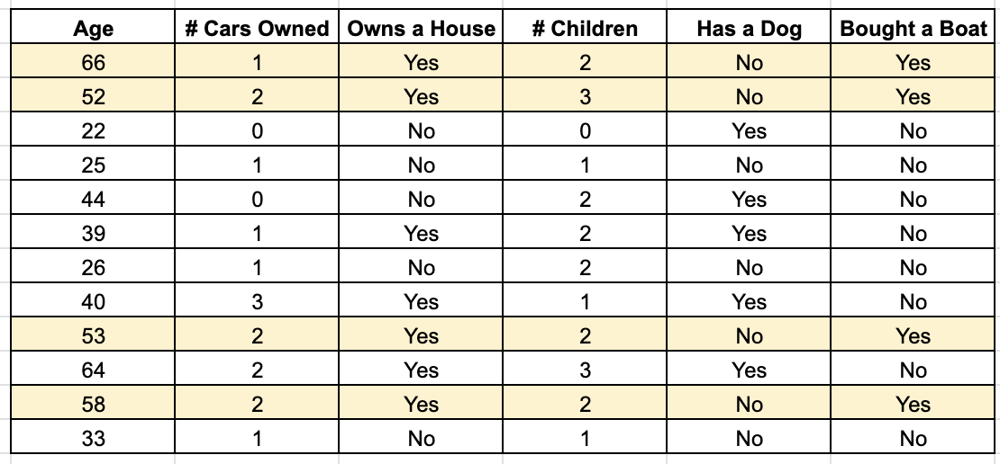 Age # Cars Owned Owns a House # Children Has a Dog Bought a Boat
66 1 Yes 2 No Yes
52 2 Yes 3 No Yes
22 0 No 0 Yes No
25 1 No 1 No No
44 0 No 2 Yes No
39 1 Yes 2 Yes No
26 1 No 2 No No
40 3 Yes 1 Yes No
53 2 Yes 2 No Yes
64 2 Yes 3 Yes No
58 2 Yes 2 No Yes
33 1 No 1 No No